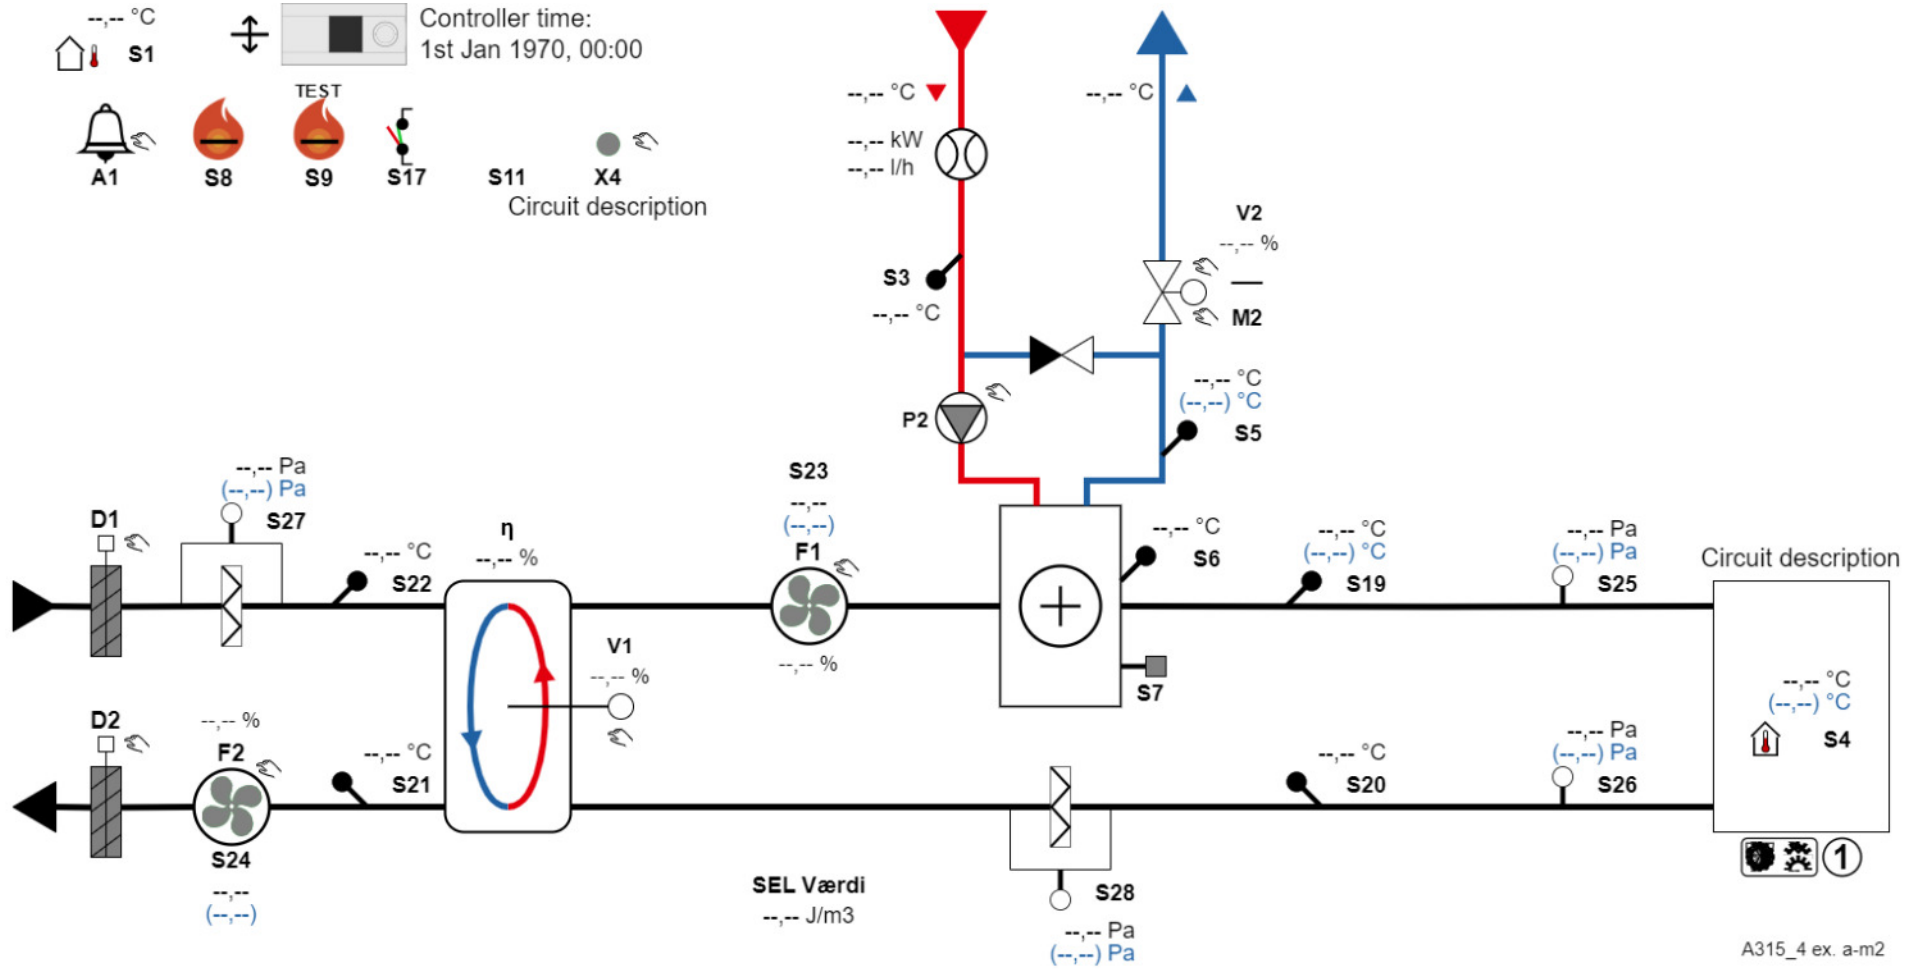 --,-- °C
S1
Controller time:
1st Jan 1970, 00:00
TEST
A1
S8
S9
S17
S11
X4
Circuit description
--,-- °C
--,-- kW
--,-- l/h
--,-- °C
V2
--,-- %
M2
S3
--,-- °C
P2
--,-- °C
(--,--) °C
S5
--,-- Pa
(--,--) Pa
S27
D1
--,-- °C
S22
η
--,-- %
S23
--,--
(--,--)
F1
--,-- %
--,-- °C
S6
--,-- °C
(--,--) °C
S19
--,-- Pa
(--,--) Pa
S25
Circuit description
V1
--,-- %
S7
--,-- °C
(--,--) °C
S4
D2
--,-- %
F2
S24
--,--
(--,--)
--,-- °C
S21
--,-- °C
S20
--,-- Pa
(--,--) Pa
S26
1
SEL Værdi
--,-- J/m3
S28
--,-- Pa
(--,--) Pa
A315_4 ex. a-m2